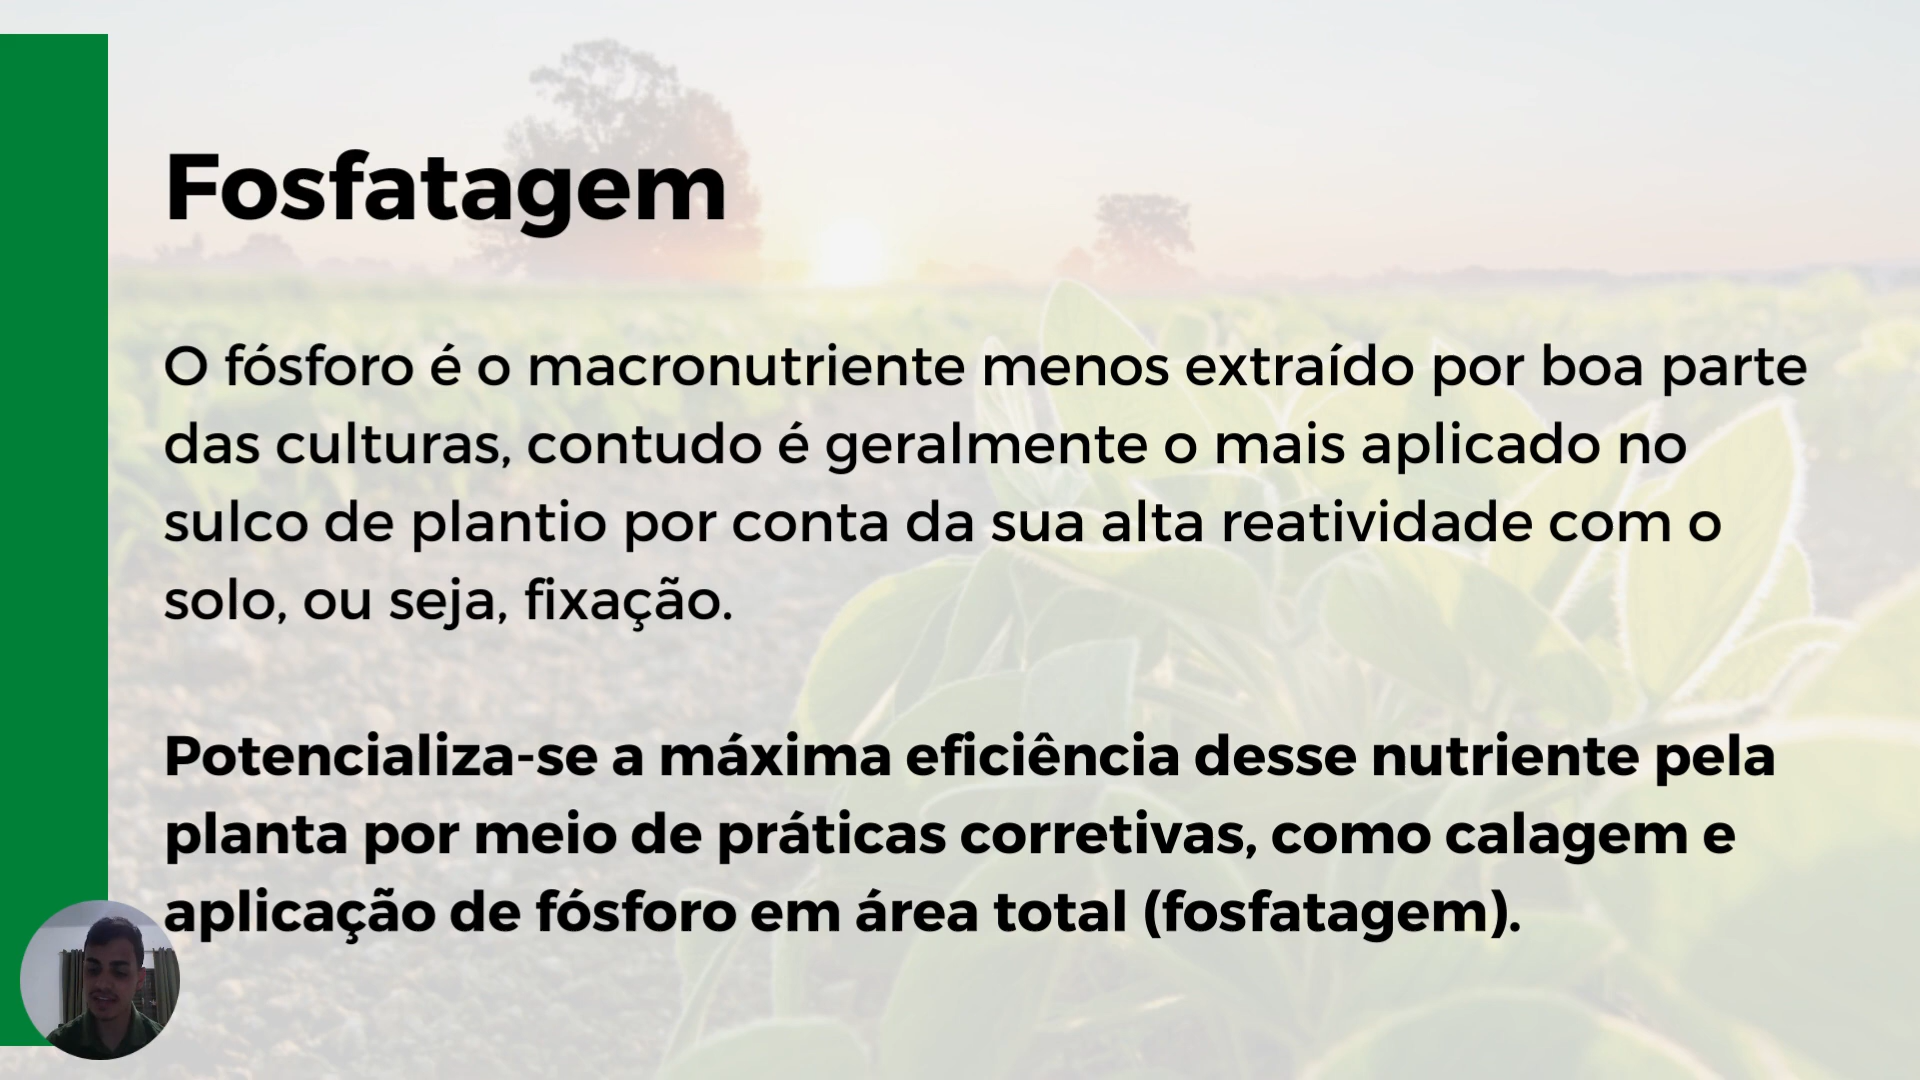 Fosfatagem
O fósforo é o macronutriente menos extraído por boa parte
das culturas, contudo é geralmente o mais aplicado no
sulco de plantio por conta da sua alta reatividade com o
solo, ou seja, fixação.
Potencializa-se a máxima eficiência desse nutriente pela
planta por meio de práticas corretivas, como calagem e
aplicação de fósforo em área total (fosfatagem).